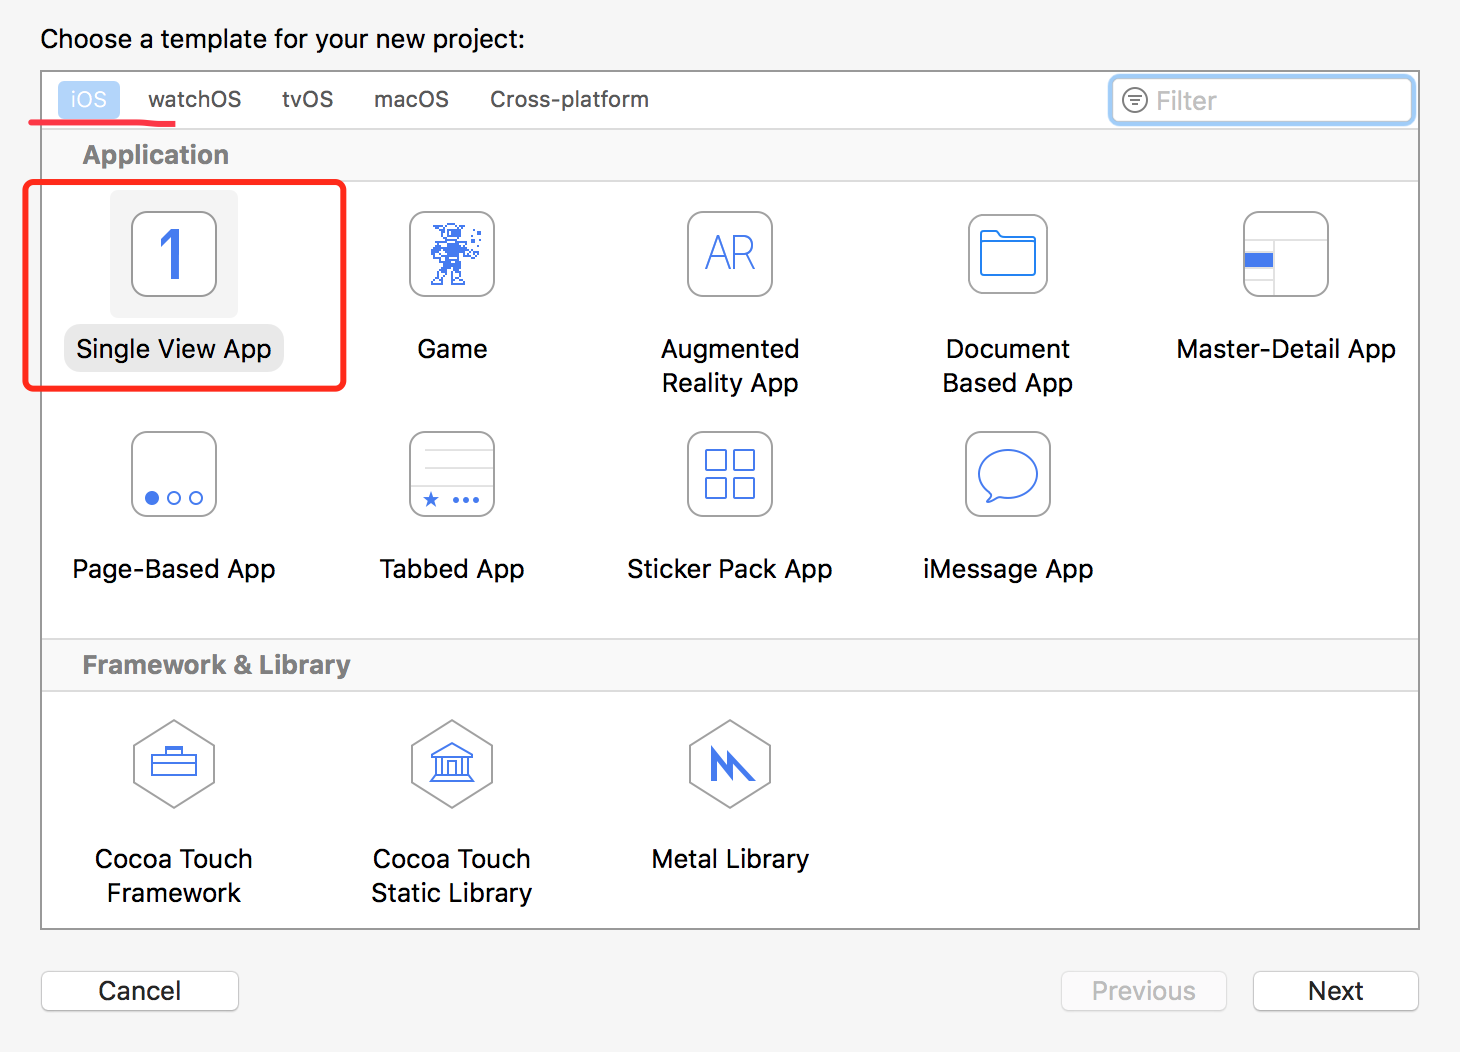 Choose a template for your new project:
iOS watchOS tvOS macOS Cross-platform Filter
Application
1 AR
Single View App Game Augmented Reality App Document Based App Master-Detail App
Page-Based App Tabbed App Sticker Pack App iMessage App
Framework & Library
Cocoa Touch Framework Cocoa Touch Static Library Metal Library
Cancel Previous Next